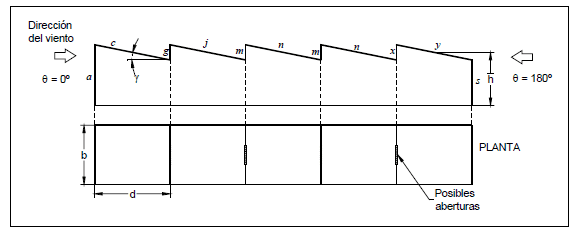 Dirección
del viento
c
j
n
n
y
g
m
m
x
θ = 0º
a
γ
s
h
θ = 180º
b
PLANTA
d
Posibles
aberturas